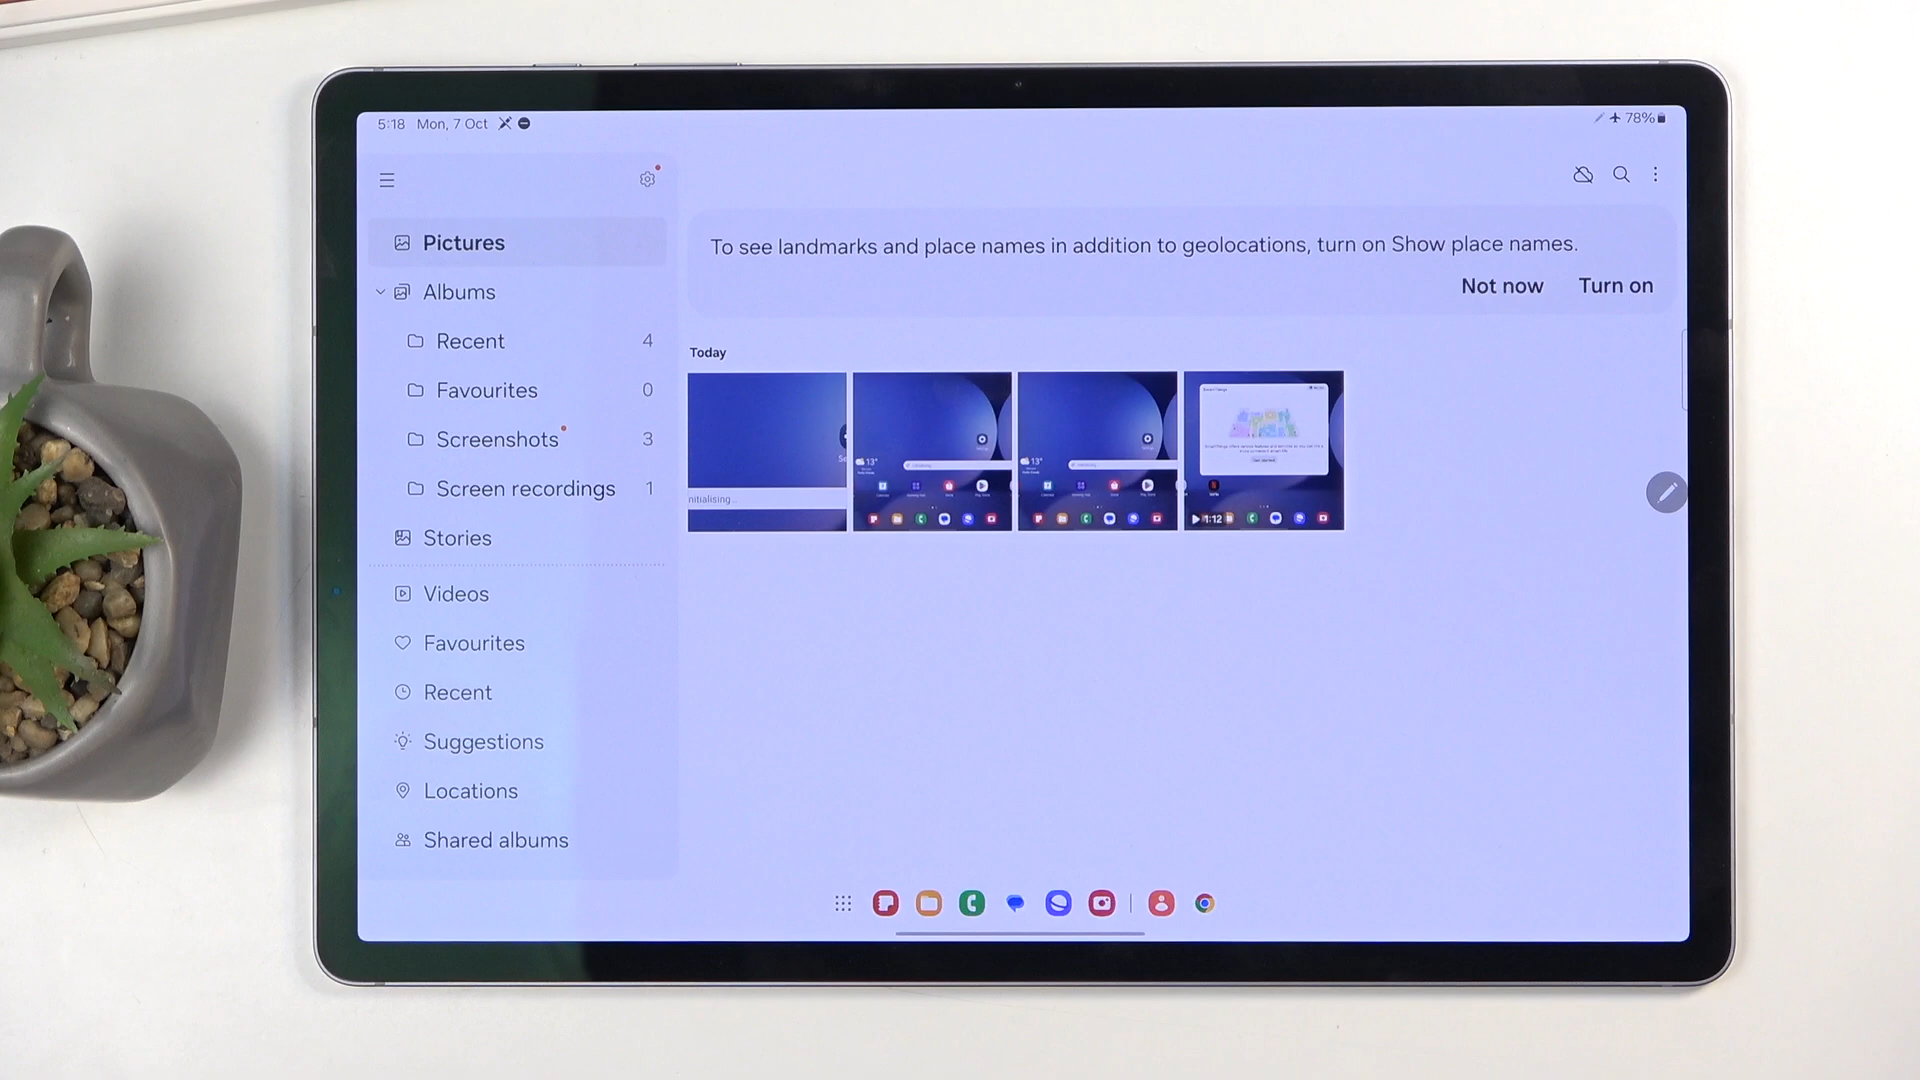 5:18 Mon, 7 Oct
78%
Pictures
Albums
Recent 4
Favourites 0
Screenshots 3
Screen recordings 1
Stories
Videos
Favourites
Recent
Suggestions
Locations
Shared albums
To see landmarks and place names in addition to geolocations, turn on Show place names.
Not now Turn on
Today
nitialising...
13°
13°
1:12